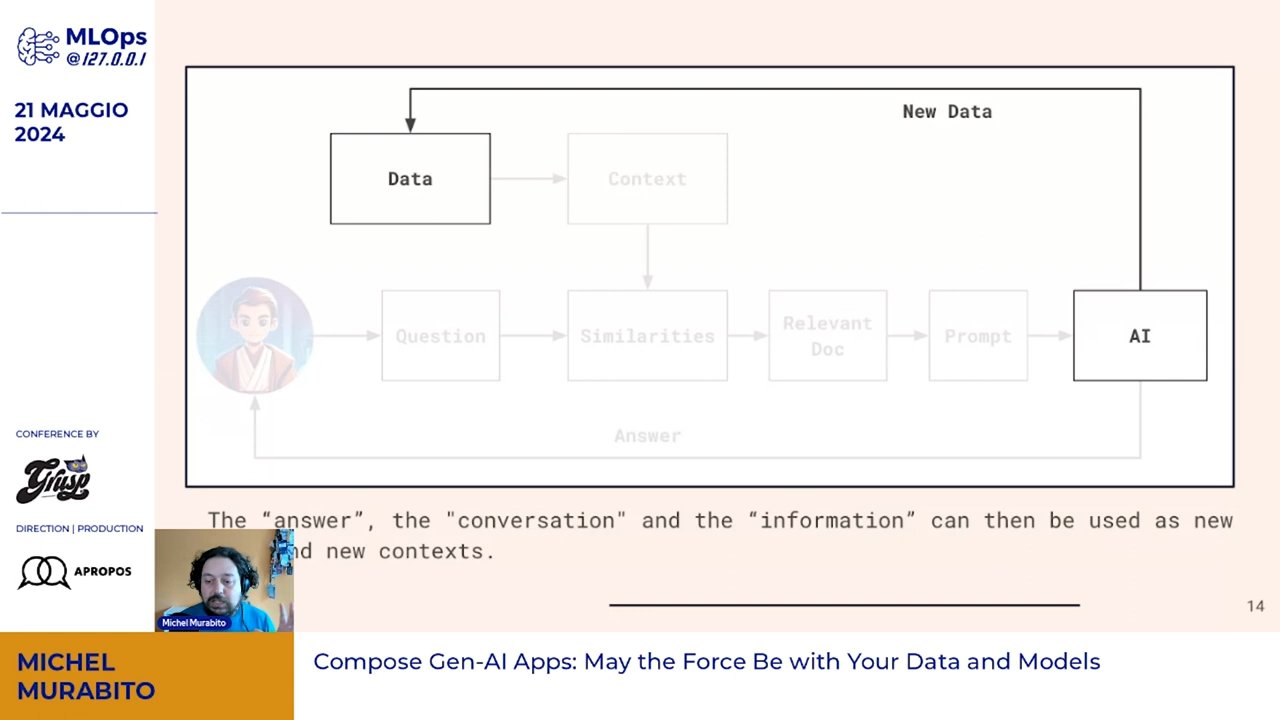 MLOps
@127.0.0.1
21 MAGGIO
2024
New Data
Data
Context
Question
Similarities
Relevant
Doc
Prompt
AI
Answer
The “answer”, the "conversation" and the “information” can then be used as new
new contexts.
14
CONFERENCE BY
Grusp
DIRECTION | PRODUCTION
APROPOS
Michel Murabito
MICHEL
MURABITO
Compose Gen-AI Apps: May the Force Be with Your Data and Models